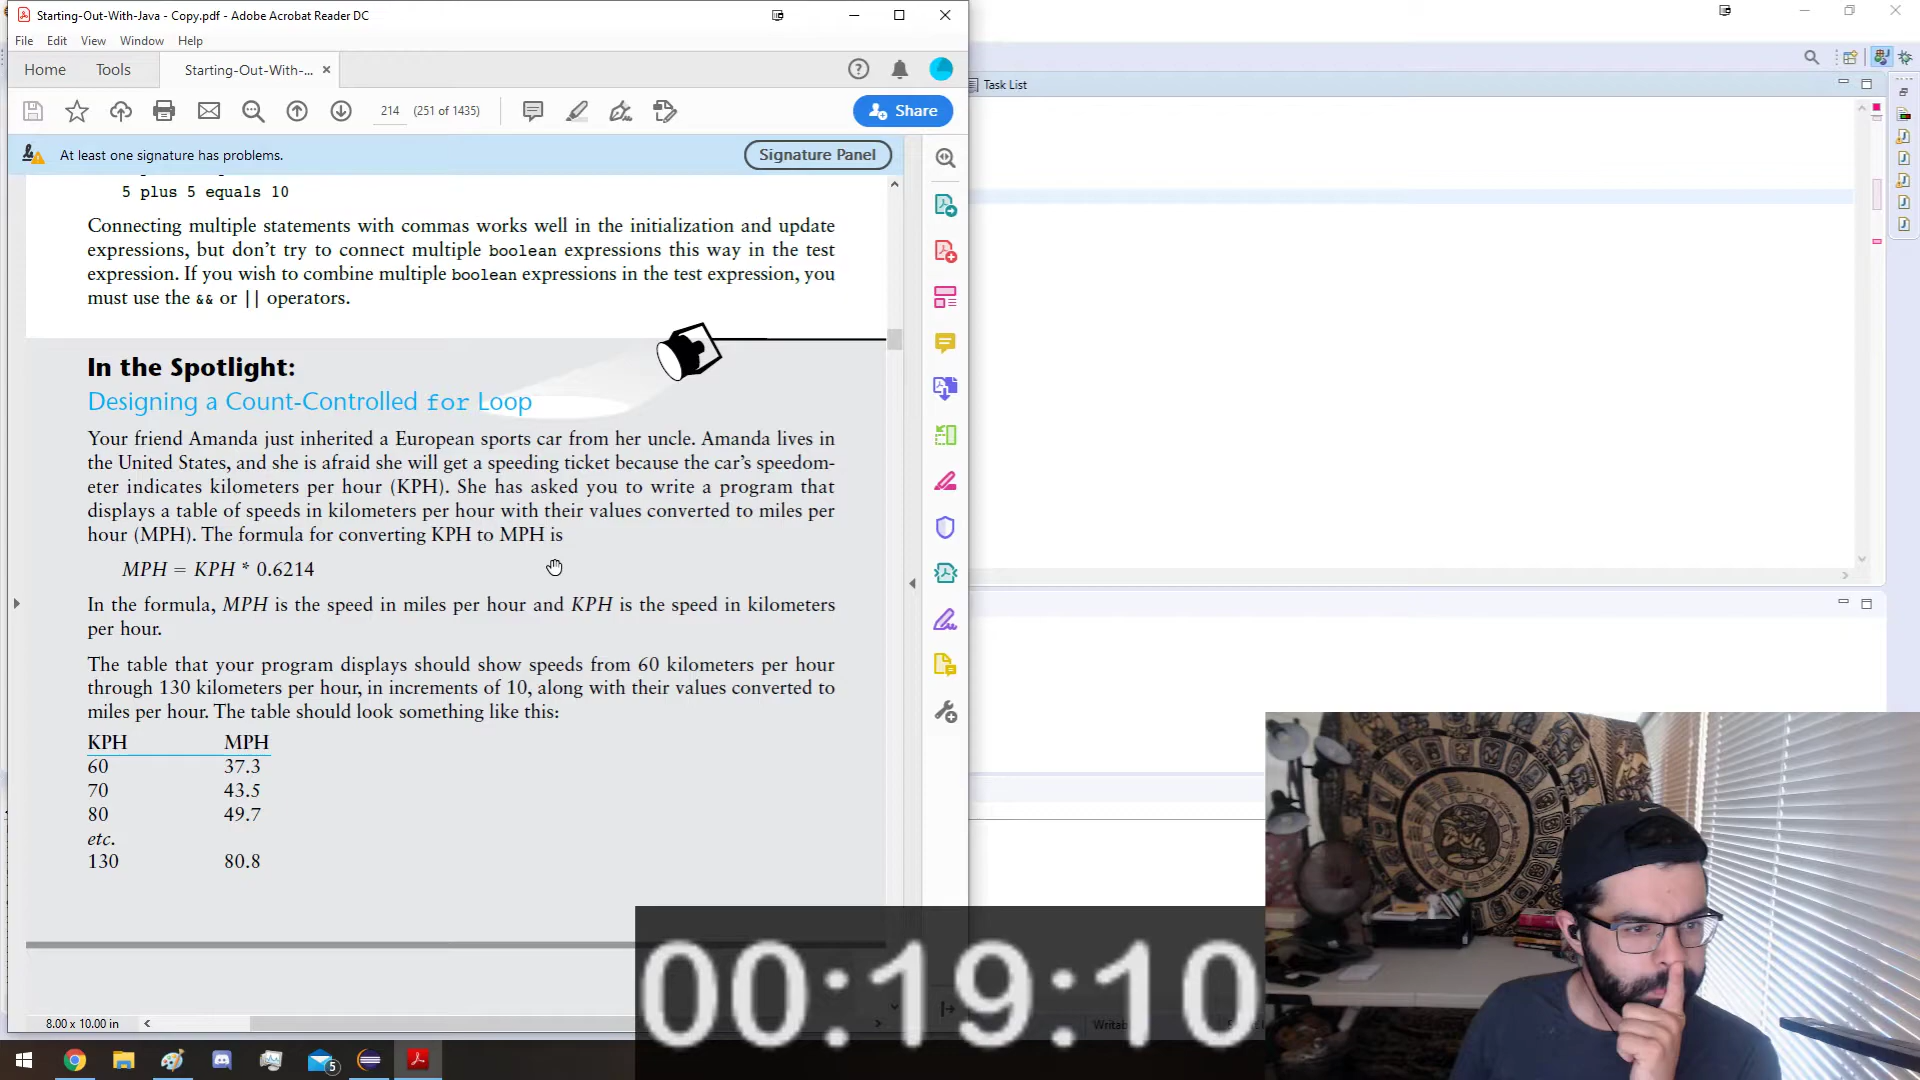 Starting-Out-With-Java - Copy.pdf - Adobe Acrobat Reader DC
File Edit View Window Help
Home Tools Starting-Out-With-... ×
214 (251 of 1435)
Share
At least one signature has problems.
Signature Panel
5 plus 5 equals 10
Connecting multiple statements with commas works well in the initialization and update
expressions, but don't try to connect multiple boolean expressions this way in the test
expression. If you wish to combine multiple boolean expressions in the test expression, you
must use the && or || operators.
In the Spotlight:
Designing a Count-Controlled for Loop
Your friend Amanda just inherited a European sports car from her uncle. Amanda lives in
the United States, and she is afraid she will get a speeding ticket because the car's speedom-
eter indicates kilometers per hour (KPH). She has asked you to write a program that
displays a table of speeds in kilometers per hour with their values converted to miles per
hour (MPH). The formula for converting KPH to MPH is
MPH = KPH * 0.6214
In the formula, MPH is the speed in miles per hour and KPH is the speed in kilometers
per hour.
The table that your program displays should show speeds from 60 kilometers per hour
through 130 kilometers per hour, in increments of 10, along with their values converted to
miles per hour. The table should look something like this:
KPH MPH
60 37.3
70 43.5
80 49.7
etc.
130 80.8
8.00 x 10.00 in
Task List
00:19:10
5